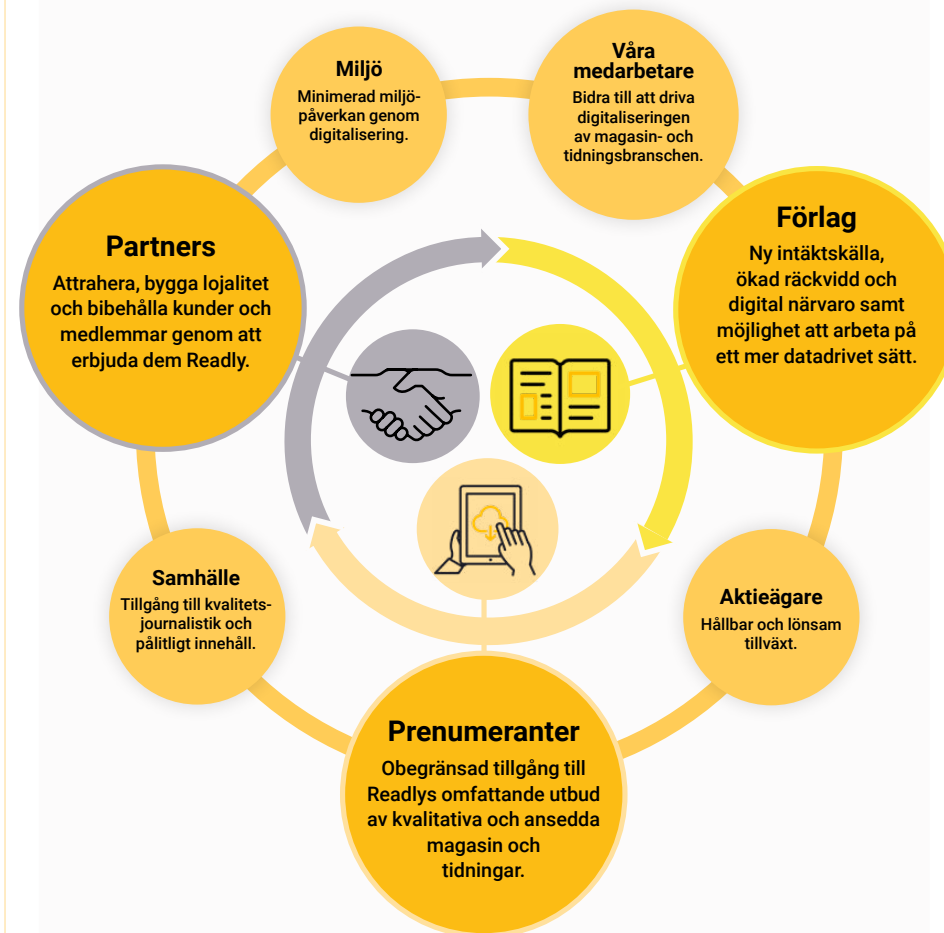 Miljö
Minimerad miljö-
påverkan genom
digitalisering.
Våra
medarbetare
Bidra till att driva
digitaliseringen
av magasin- och
tidningsbranschen.
Partners
Attrahera, bygga lojalitet
och bibehålla kunder och
medlemmar genom att
erbjuda dem Readly.
Förlag
Ny intäktskälla,
ökad räckvidd och
digital närvaro samt
möjlighet att arbeta på
ett mer datadrivet sätt.
Samhälle
Tillgång till kvalitets-
journalistik och
pålitligt innehåll.
Aktieägare
Hållbar och lönsam
tillväxt.
Prenumeranter
Obegränsad tillgång till
Readlys omfattande utbud
av kvalitativa och ansedda
magasin och
tidningar.